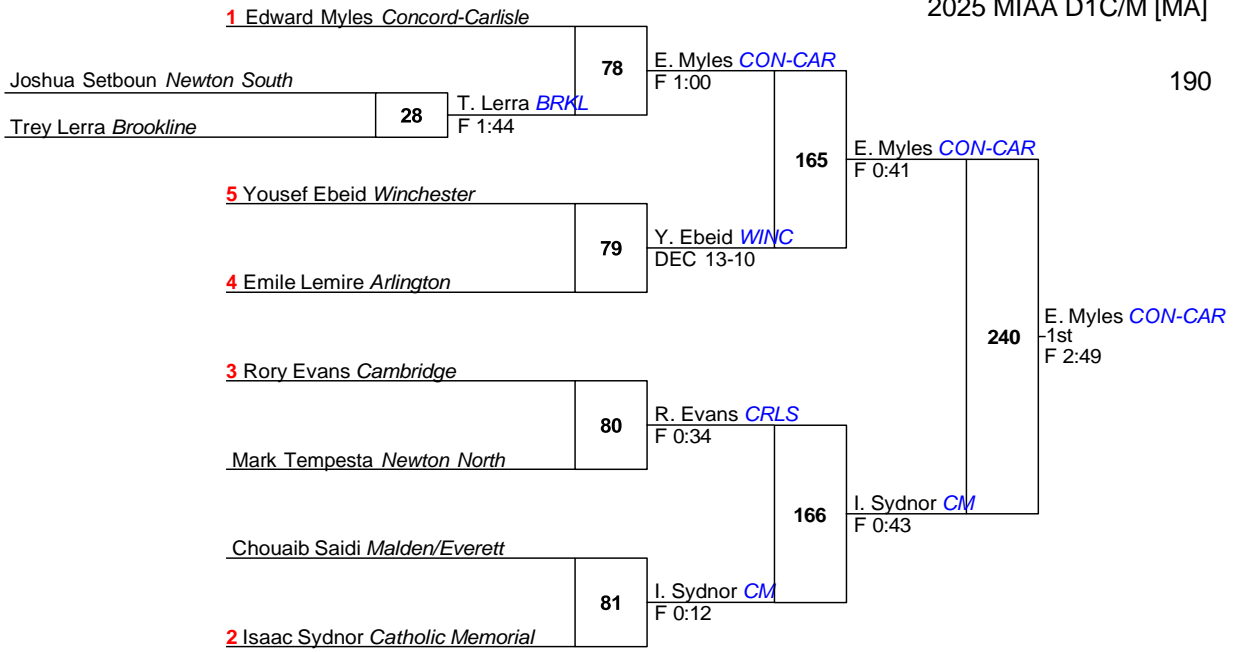 2025 MIAA D1C/M [MA]
190
1 Edward Myles Concord-Carlisle
78
E. Myles CON-CAR
F 1:00
Joshua Setboun Newton South
28
T. Lerra BRKL
F 1:44
Trey Lerra Brookline
165
E. Myles CON-CAR
F 0:41
5 Yousef Ebeid Winchester
79
Y. Ebeid WINC
DEC 13-10
4 Emile Lemire Arlington
240
E. Myles CON-CAR
1st
F 2:49
3 Rory Evans Cambridge
80
R. Evans CRLS
F 0:34
Mark Tempesta Newton North
166
I. Sydnor CM
F 0:43
Chouaib Saidi Malden/Everett
81
I. Sydnor CM
F 0:12
2 Isaac Sydnor Catholic Memorial